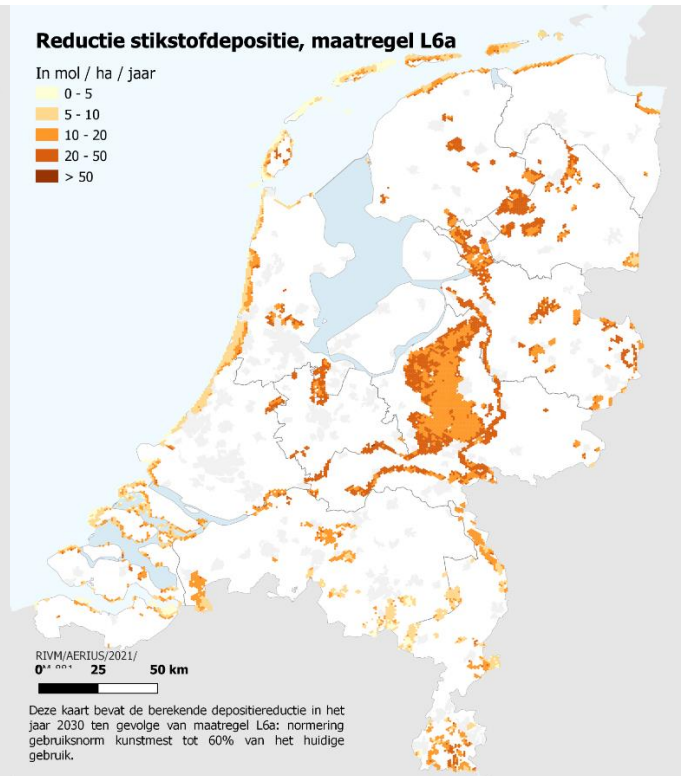 Reductie stikstofdepositie, maatregel L6a
In mol / ha / jaar
0 - 5
5 - 10
10 - 20
20 - 50
> 50
RIVM/AERIUS/2021/
0 25 50 km
Deze kaart bevat de berekende depositiereductie in het
jaar 2030 ten gevolge van maatregel L6a: normering
gebruiksnorm kunstmest tot 60% van het huidige
gebruik.